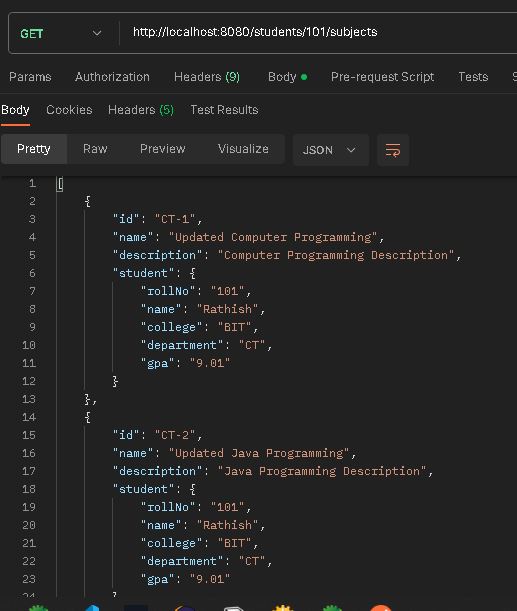 GET http://localhost:8080/students/101/subjects
Params Authorization Headers (9) Body Pre-request Script Tests
Body Cookies Headers (5) Test Results
Pretty Raw Preview Visualize JSON
1 [
2 {
3 "id": "CT-1",
4 "name": "Updated Computer Programming",
5 "description": "Computer Programming Description",
6 "student": {
7 "rollNo": "101",
8 "name": "Rathish",
9 "college": "BIT",
10 "department": "CT",
11 "gpa": "9.01"
12 }
13 },
14 {
15 "id": "CT-2",
16 "name": "Updated Java Programming",
17 "description": "Java Programming Description",
18 "student": {
19 "rollNo": "101",
20 "name": "Rathish",
21 "college": "BIT",
22 "department": "CT",
23 "gpa": "9.01"
24 }